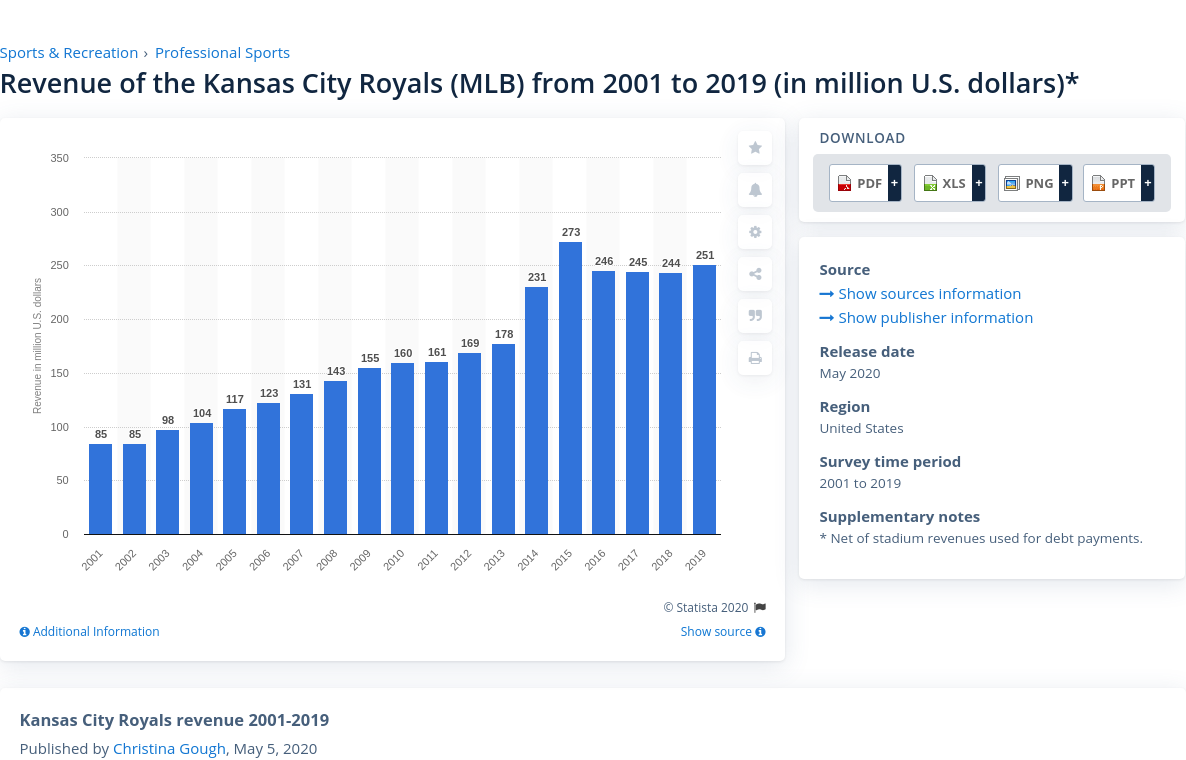 Sports & Recreation › Professional Sports
Revenue of the Kansas City Royals (MLB) from 2001 to 2019 (in million U.S. dollars)*
350
300
250
200
150
100
50
0
Revenue in million U.S. dollars
85
85
98
104
117
123
131
143
155
160
161
169
178
231
273
246
245
244
251
2001
2002
2003
2004
2005
2006
2007
2008
2009
2010
2011
2012
2013
2014
2015
2016
2017
2018
2019
© Statista 2020
Additional Information
Show source
DOWNLOAD
PDF + XLS + PNG + PPT +
Source
Show sources information
Show publisher information
Release date
May 2020
Region
United States
Survey time period
2001 to 2019
Supplementary notes
* Net of stadium revenues used for debt payments.
Kansas City Royals revenue 2001-2019
Published by Christina Gough, May 5, 2020